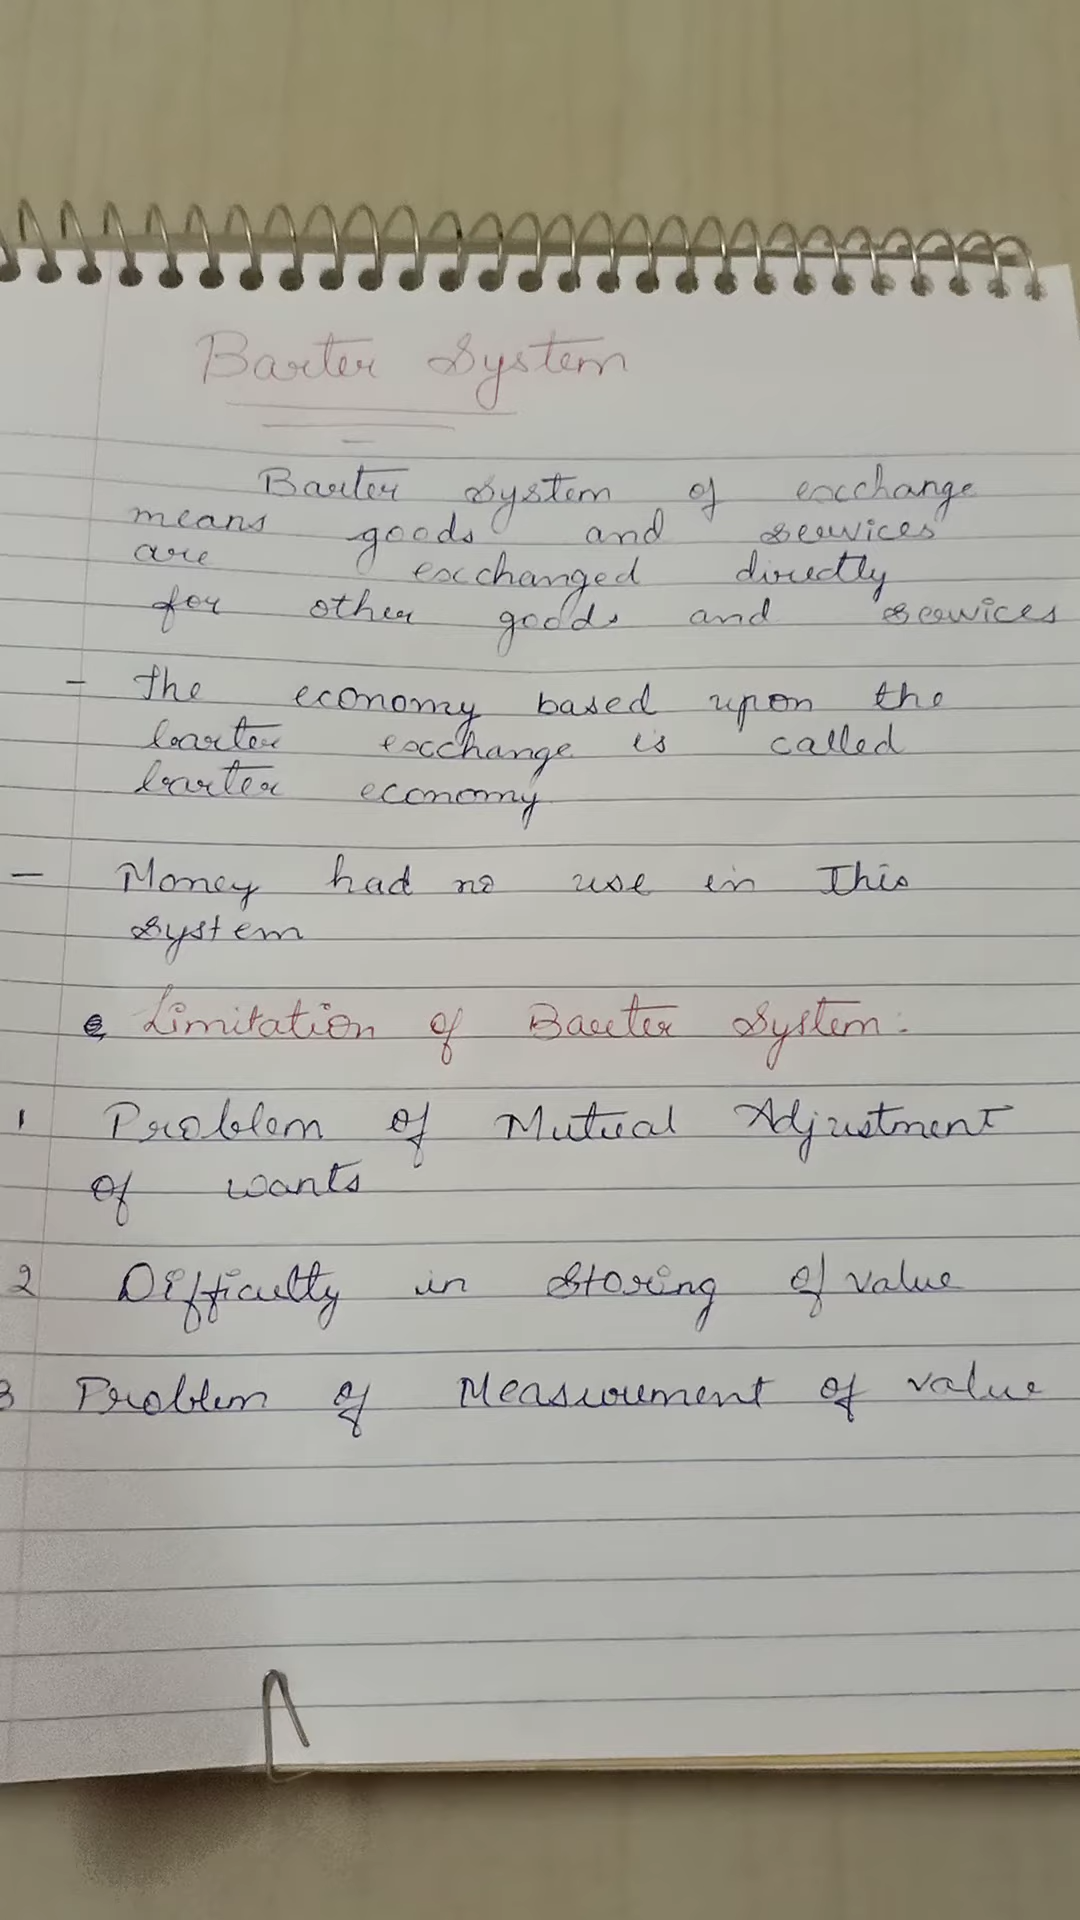 Barter System
Barter system of exchange
means goods and services
are exchanged directly
for other goods and services
- The economy based upon the
barter exchange is called
barter economy
- Money had no use in This
system
Limitation of Barter System.
1 Problem of Mutual Adjustment
of wants
2 Difficulty in Storing of value
3 Problem of Measurement of value